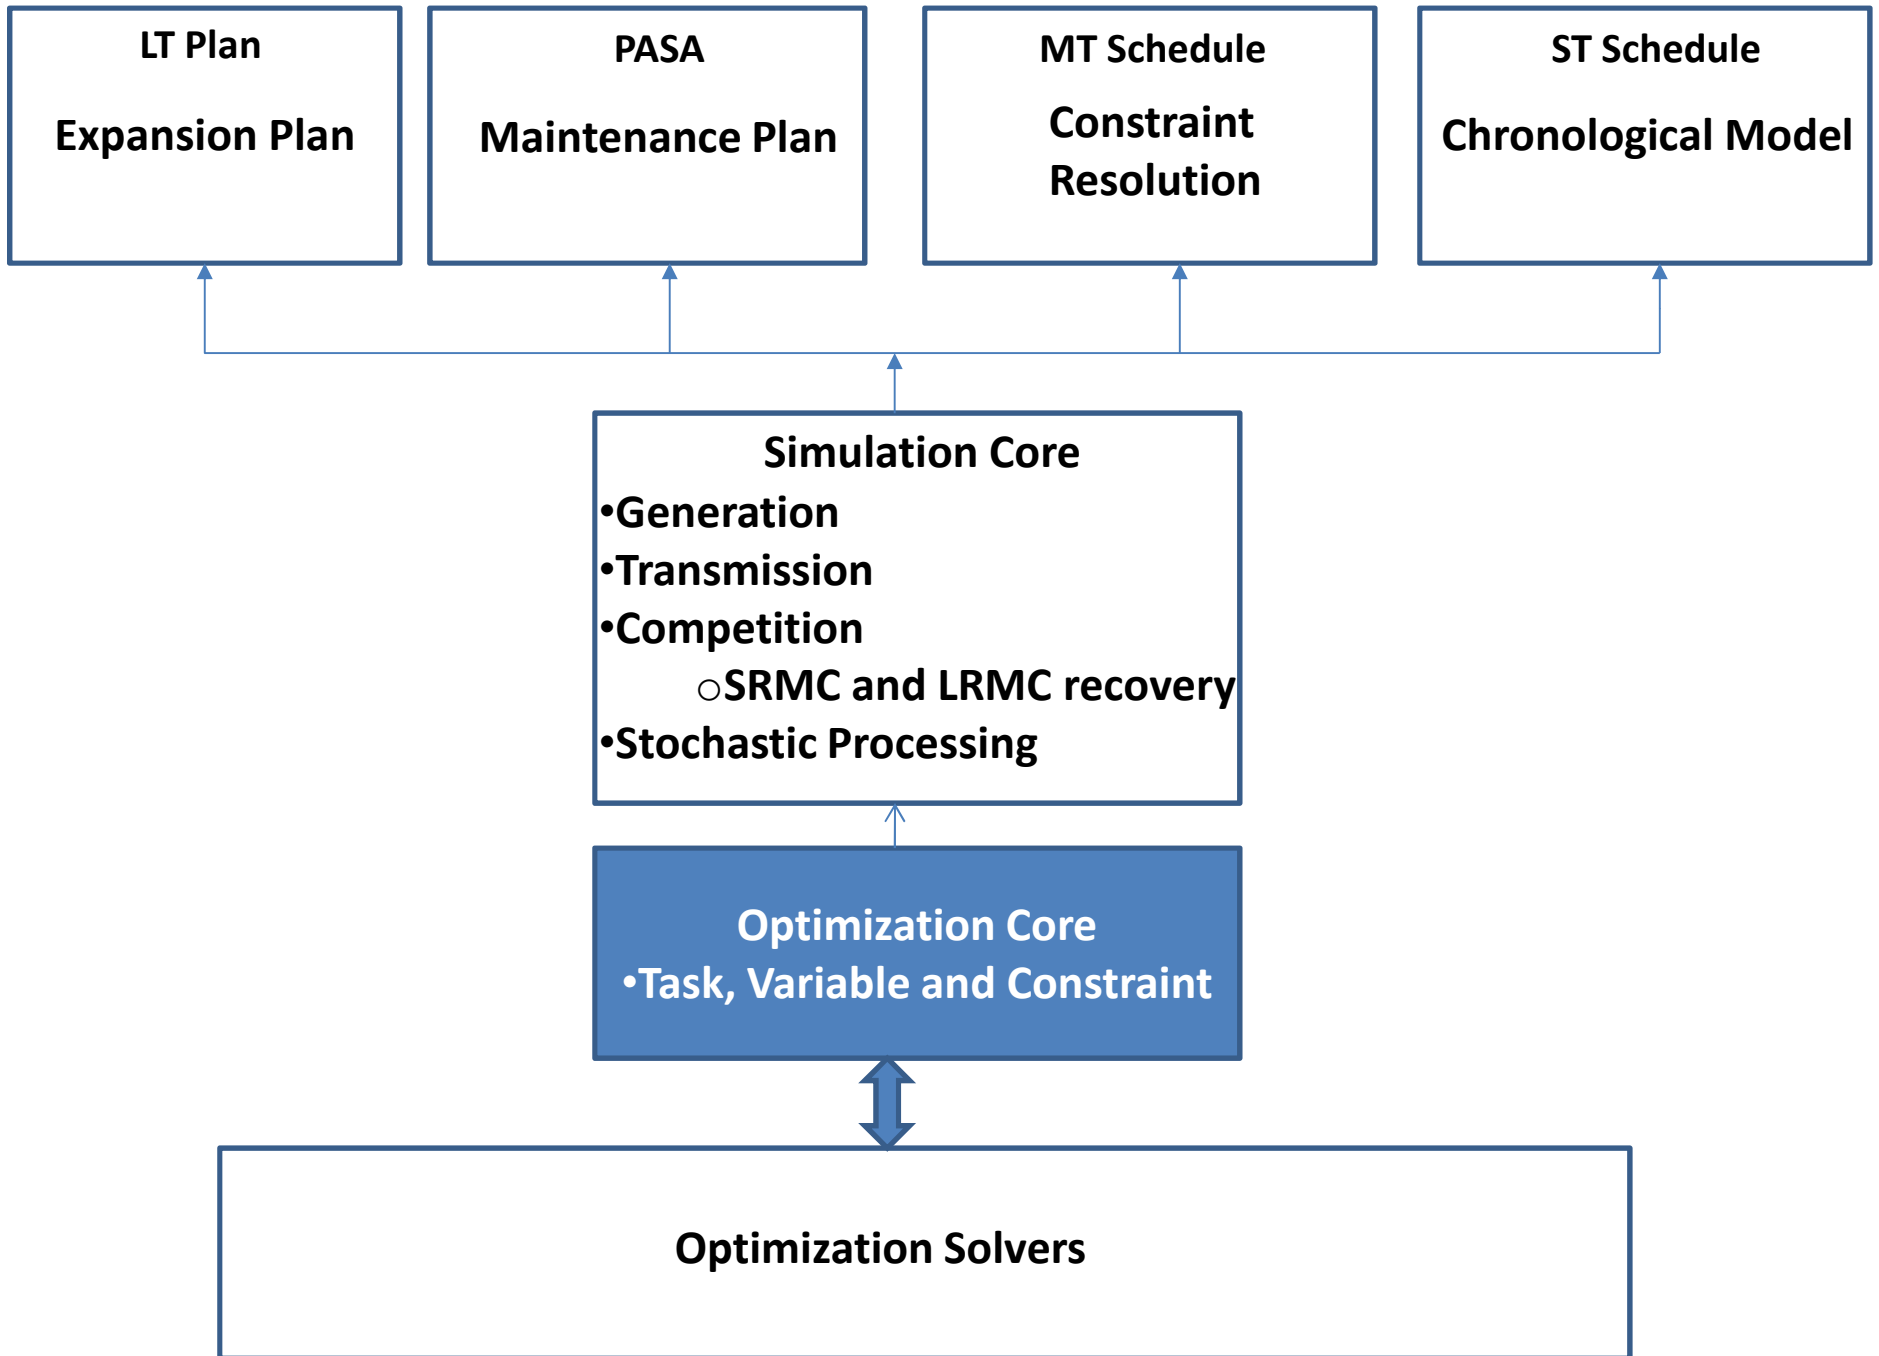 LT Plan
Expansion Plan
PASA
Maintenance Plan
MT Schedule
Constraint
Resolution
ST Schedule
Chronological Model
Simulation Core
•Generation
•Transmission
•Competition
oSRMC and LRMC recovery
•Stochastic Processing
Optimization Core
•Task, Variable and Constraint
Optimization Solvers